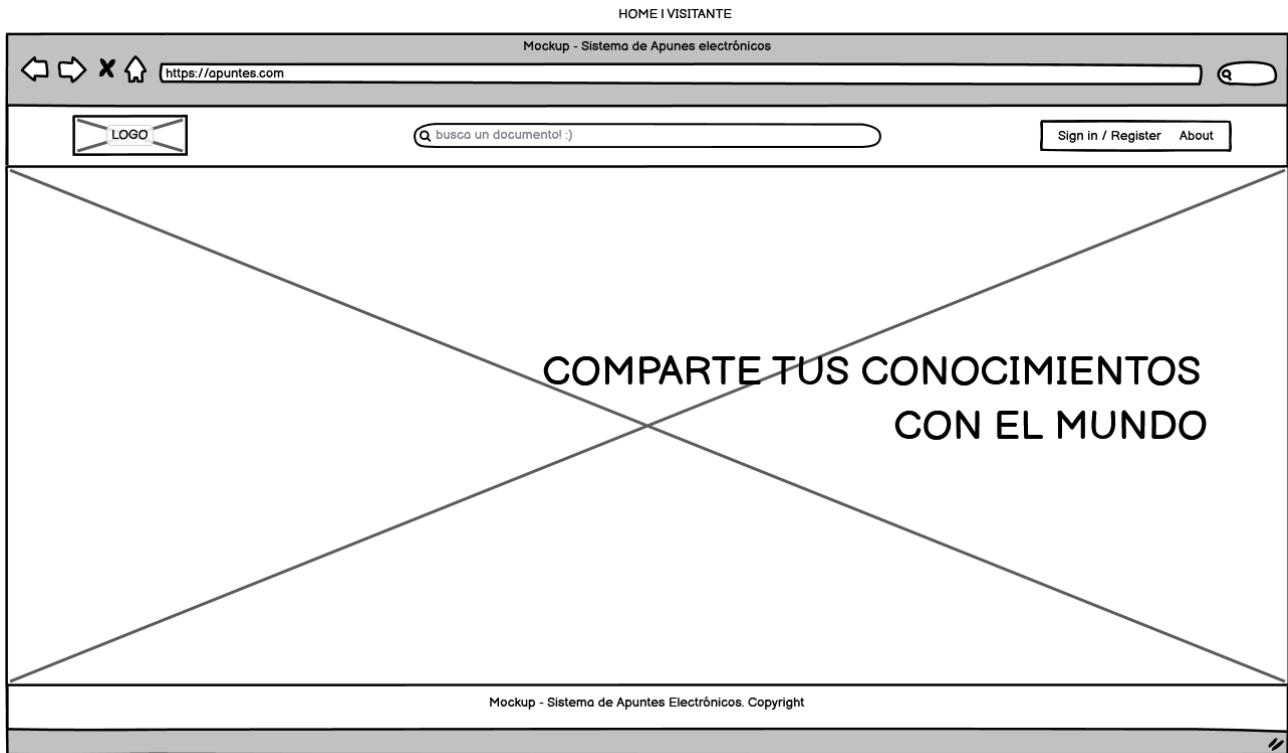 HOME | VISITANTE
Mockup - Sistema de Apunes electrónicos
https://apuntes.com
LOGO
busca un documento! :)
Sign in / Register About
COMPARTE TUS CONOCIMIENTOS
CON EL MUNDO
Mockup - Sistema de Apuntes Electrónicos. Copyright